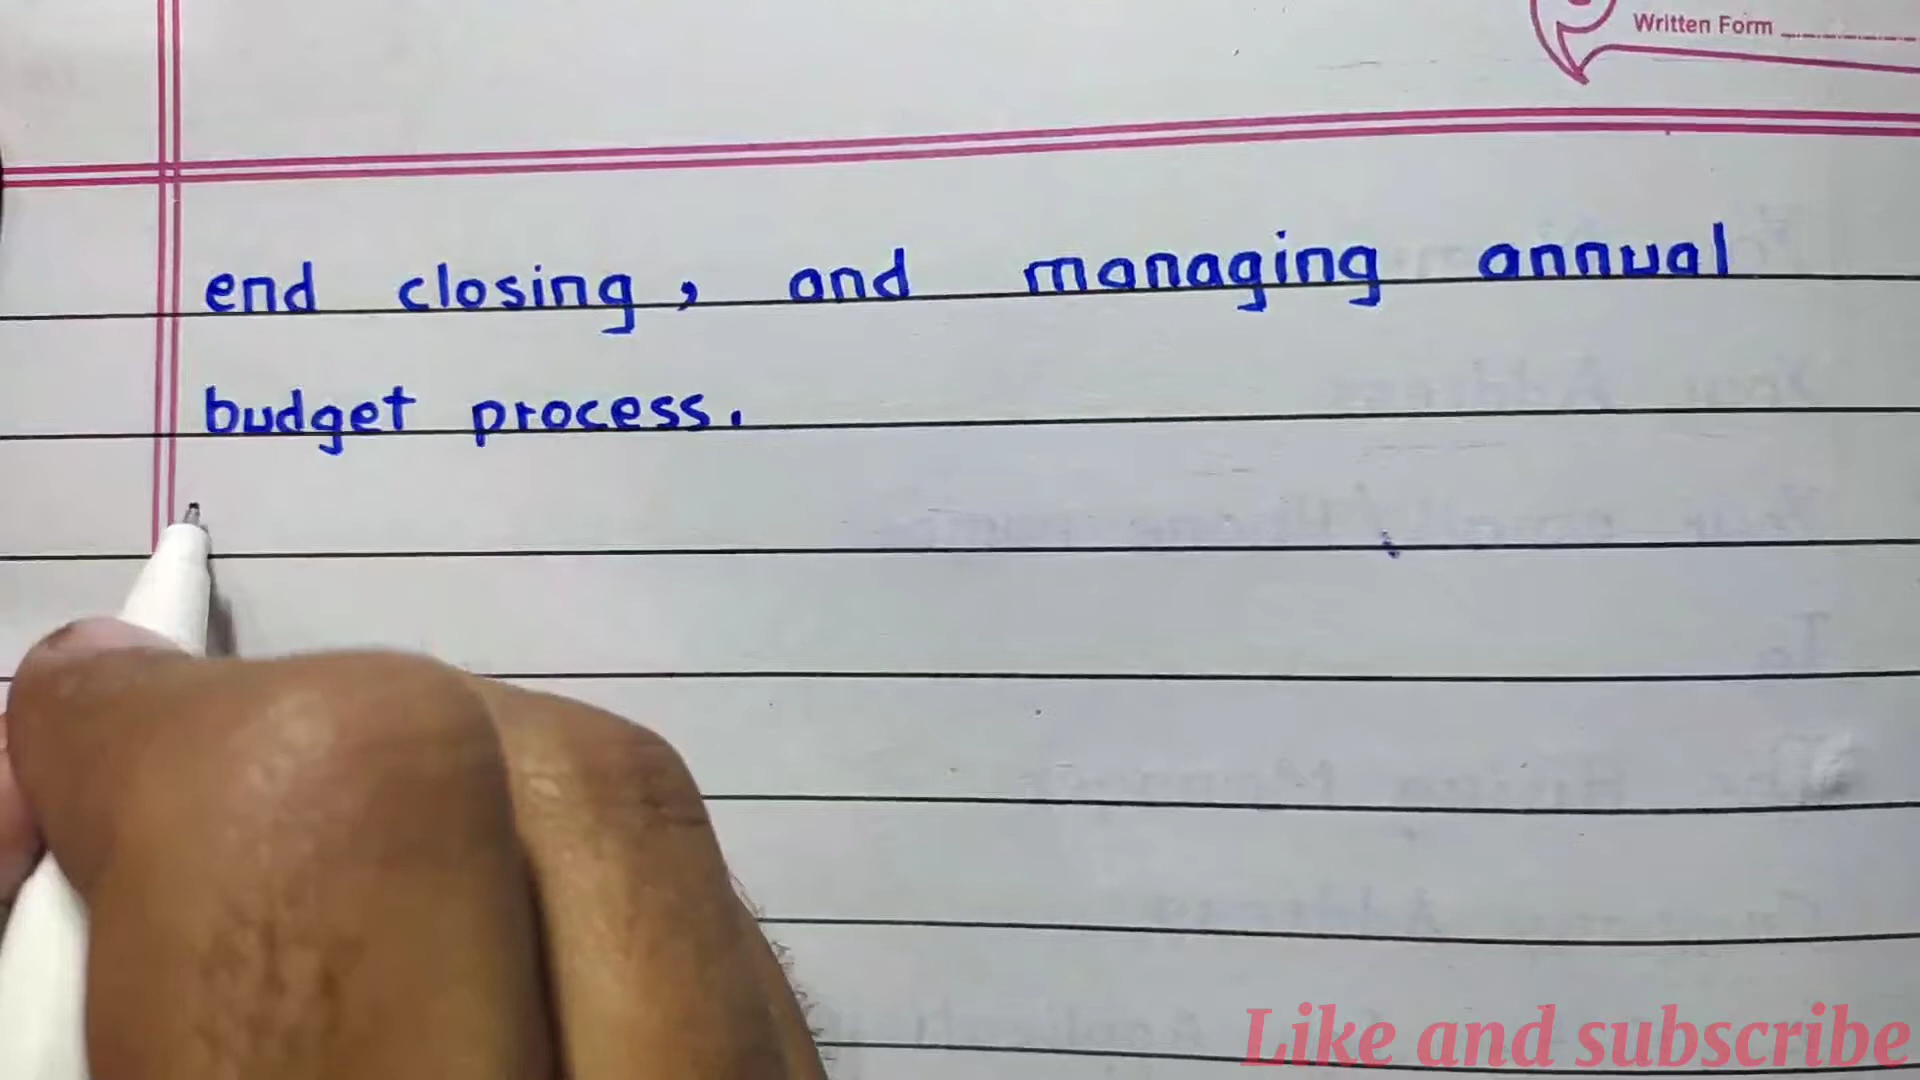 Written Form
end closing, and managing annual
budget process.
Like and subscribe